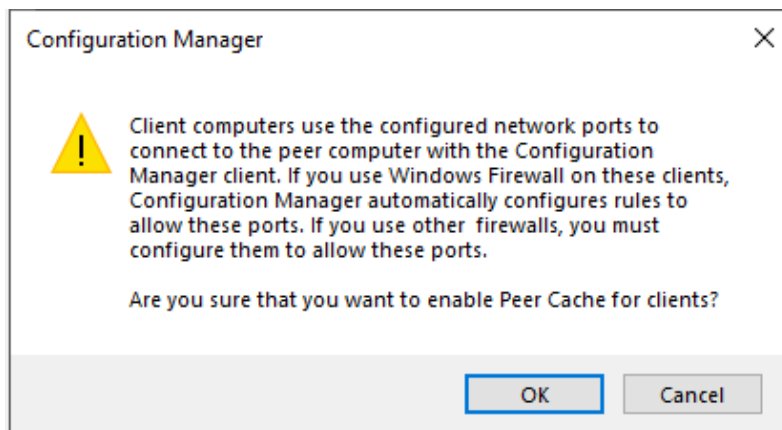 Configuration Manager
Client computers use the configured network ports to
connect to the peer computer with the Configuration
Manager client. If you use Windows Firewall on these clients,
Configuration Manager automatically configures rules to
allow these ports. If you use other  firewalls, you must
configure them to allow these ports.
Are you sure that you want to enable Peer Cache for clients?
OK
Cancel